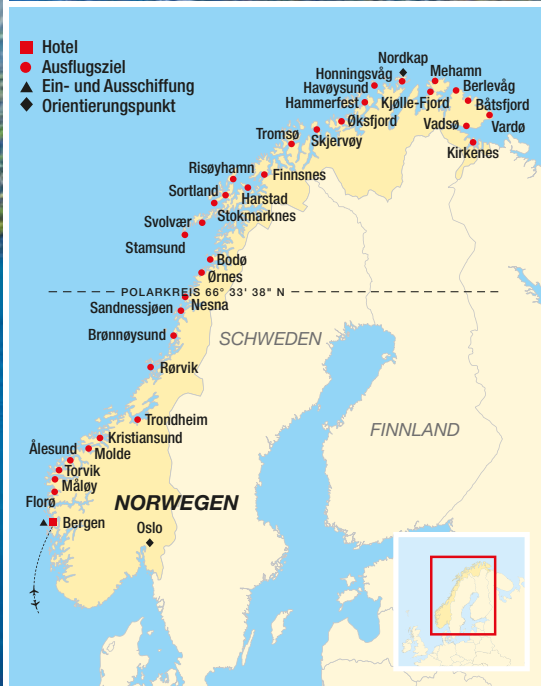 Hotel
Ausflugsziel
Ein- und Ausschiffung
Orientierungspunkt
Nordkap
Honningsvåg
Mehamn
Havøysund
Berlevåg
Hammerfest
Kjølle-Fjord
Båtsfjord
Øksfjord
Vadsø
Vardø
Tromsø
Skjervøy
Kirkenes
Risøyhamn
Finnsnes
Sortland
Harstad
Stokmarknes
Svolvær
Stamsund
Bodø
Ørnes
POLARKREIS 66° 33' 38" N
Sandnessjøen
Nesna
Brønnøysund
SCHWEDEN
Rørvik
Trondheim
FINNLAND
Kristiansund
Ålesund
Molde
Torvik
Måløy
Florø
NORWEGEN
Bergen
Oslo